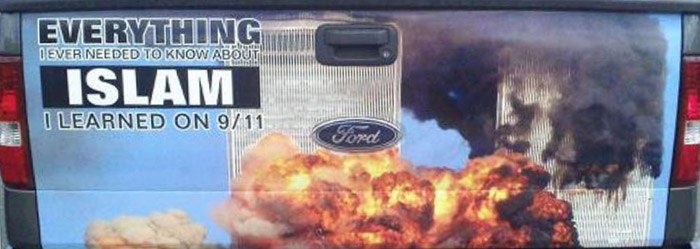 EVERYTHING
I EVER NEEDED TO KNOW ABOUT
ISLAM
I LEARNED ON 9/11
Ford